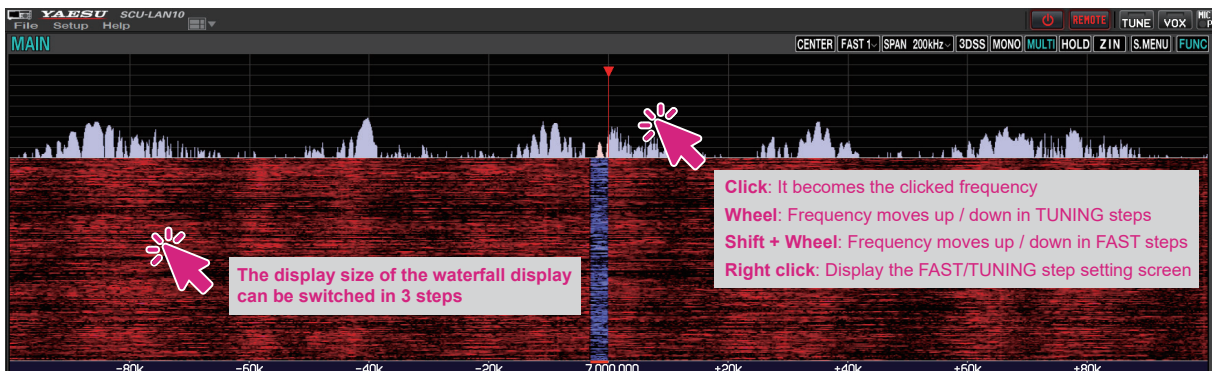 YAESU SCU-LAN10
File Setup Help
REMOTE TUNE VOX MIC
MAIN
CENTER FAST 1 SPAN 200kHz 3DSS MONO MULTI HOLD Z IN S.MENU FUNC
Click: It becomes the clicked frequency
Wheel: Frequency moves up / down in TUNING steps
Shift + Wheel: Frequency moves up / down in FAST steps
Right click: Display the FAST/TUNING step setting screen
The display size of the waterfall display
can be switched in 3 steps
-80k -60k -40k -20k 7.000.000 +20k +40k +60k +80k